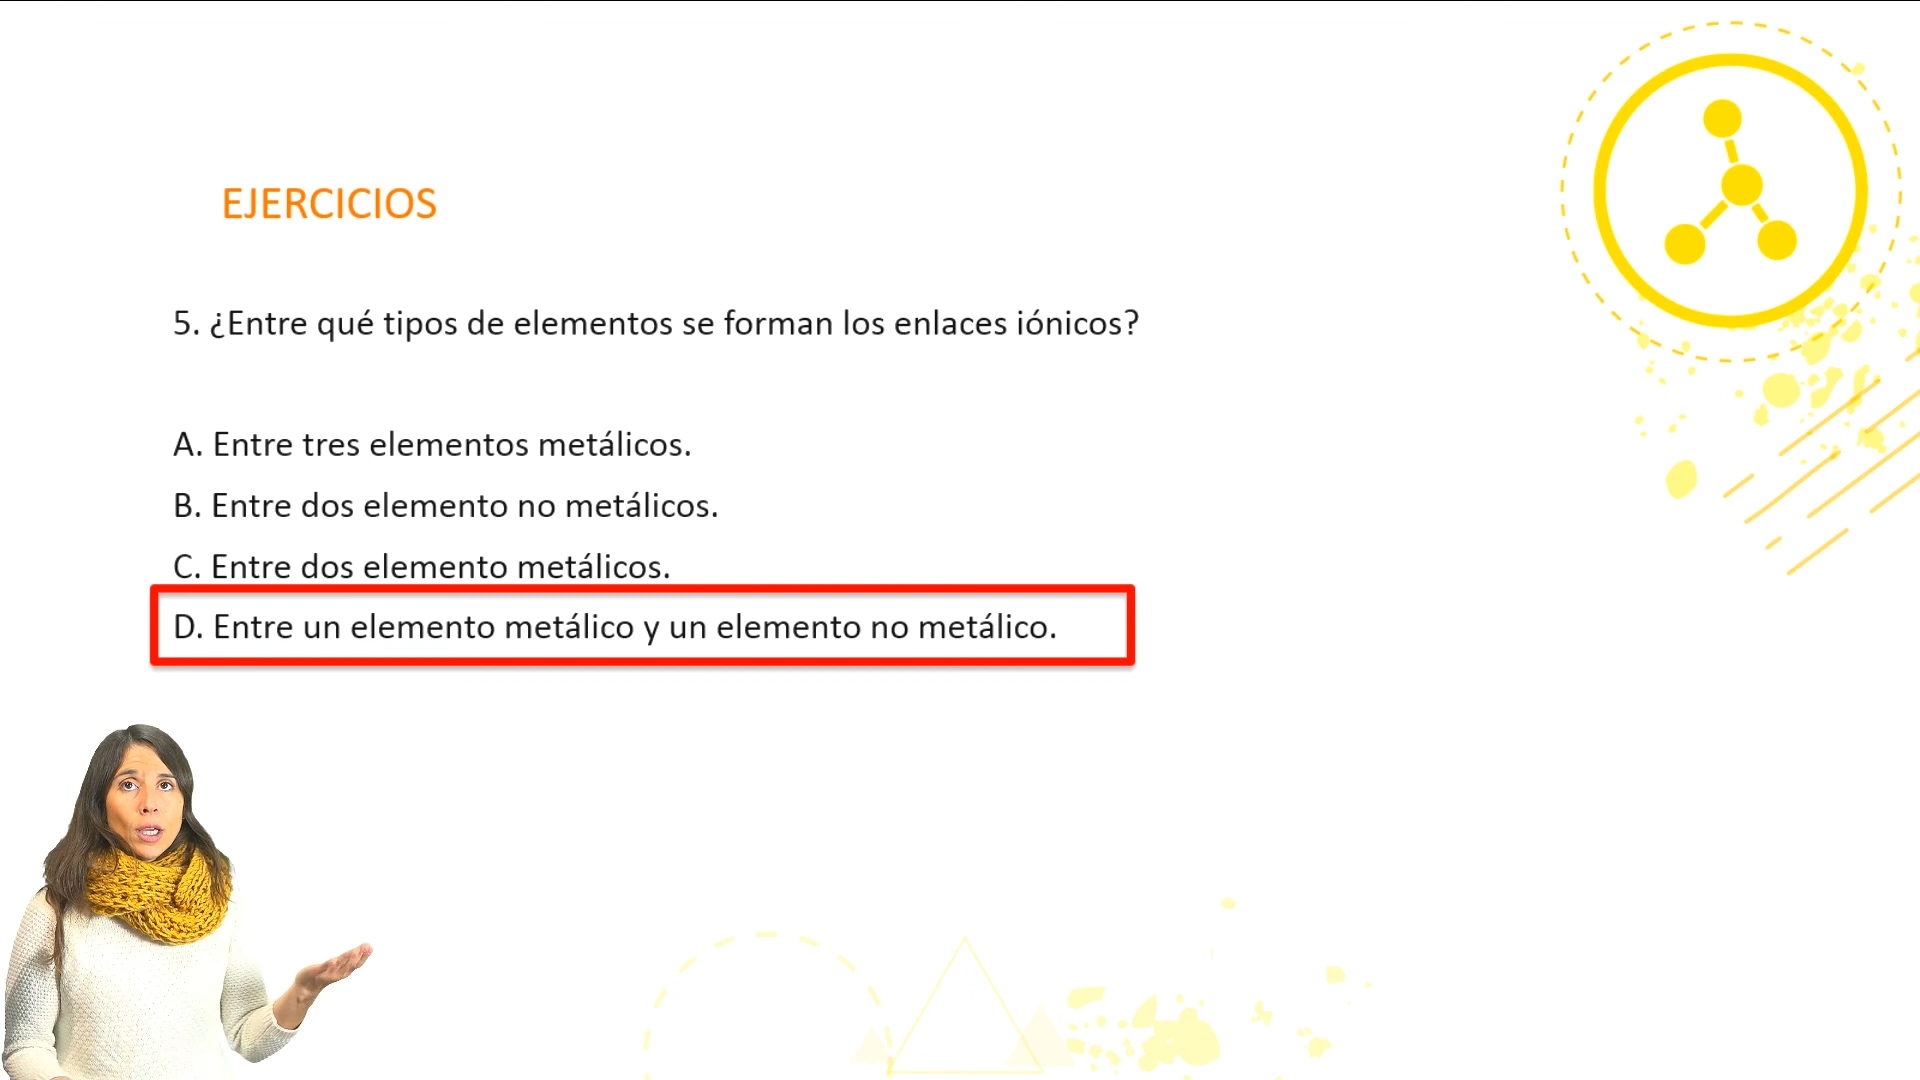 EJERCICIOS
5. ¿Entre qué tipos de elementos se forman los enlaces iónicos?
A. Entre tres elementos metálicos.
B. Entre dos elemento no metálicos.
C. Entre dos elemento metálicos.
D. Entre un elemento metálico y un elemento no metálico.